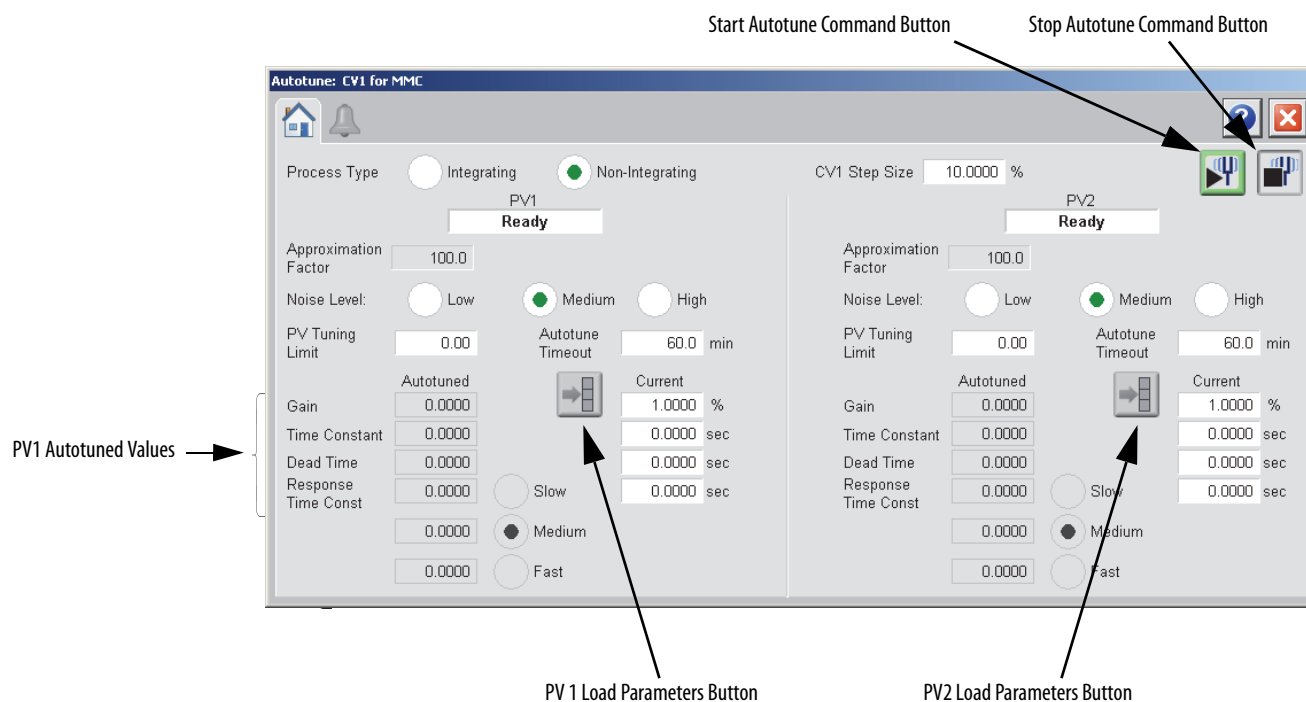 Start Autotune Command Button
Stop Autotune Command Button
Autotune: CV1 for MMC
?
Process Type Integrating Non-Integrating CV1 Step Size 10.0000 %
PV1 PV2
Ready Ready
Approximation Factor 100.0
Approximation Factor 100.0
Noise Level: Low Medium High
Noise Level: Low Medium High
PV Tuning Limit 0.00 Autotune Timeout 60.0 min
PV Tuning Limit 0.00 Autotune Timeout 60.0 min
Autotuned Current
Autotuned Current
Gain 0.0000 1.0000 %
Gain 0.0000 1.0000 %
PV1 Autotuned Values
Time Constant 0.0000 0.0000 sec
Time Constant 0.0000 0.0000 sec
Dead Time 0.0000 0.0000 sec
Dead Time 0.0000 0.0000 sec
Response Time Const 0.0000 Slow 0.0000 sec
Response Time Const 0.0000 Slow 0.0000 sec
0.0000 Medium
0.0000 Medium
0.0000 Fast
0.0000 Fast
PV 1 Load Parameters Button
PV2 Load Parameters Button